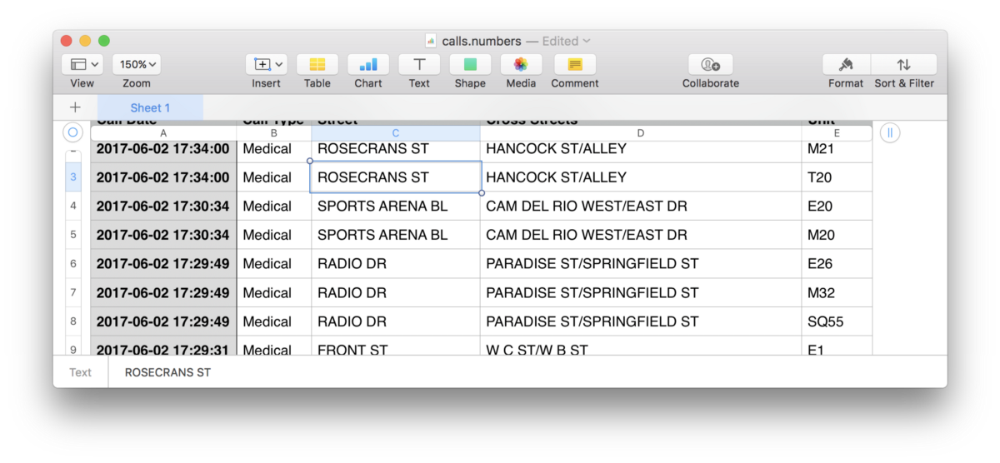 calls.numbers — Edited
150%
View Zoom Insert Table Chart Text Shape Media Comment Collaborate Format Sort & Filter
Sheet 1
Call Date Call Type Street Cross Streets Unit
A B C D E
2 2017-06-02 17:34:00 Medical ROSECRANS ST HANCOCK ST/ALLEY M21
3 2017-06-02 17:34:00 Medical ROSECRANS ST HANCOCK ST/ALLEY T20
4 2017-06-02 17:30:34 Medical SPORTS ARENA BL CAM DEL RIO WEST/EAST DR E20
5 2017-06-02 17:30:34 Medical SPORTS ARENA BL CAM DEL RIO WEST/EAST DR M20
6 2017-06-02 17:29:49 Medical RADIO DR PARADISE ST/SPRINGFIELD ST E26
7 2017-06-02 17:29:49 Medical RADIO DR PARADISE ST/SPRINGFIELD ST M32
8 2017-06-02 17:29:49 Medical RADIO DR PARADISE ST/SPRINGFIELD ST SQ55
9 2017-06-02 17:29:31 Medical FRONT ST W C ST/W B ST E1
Text ROSECRANS ST